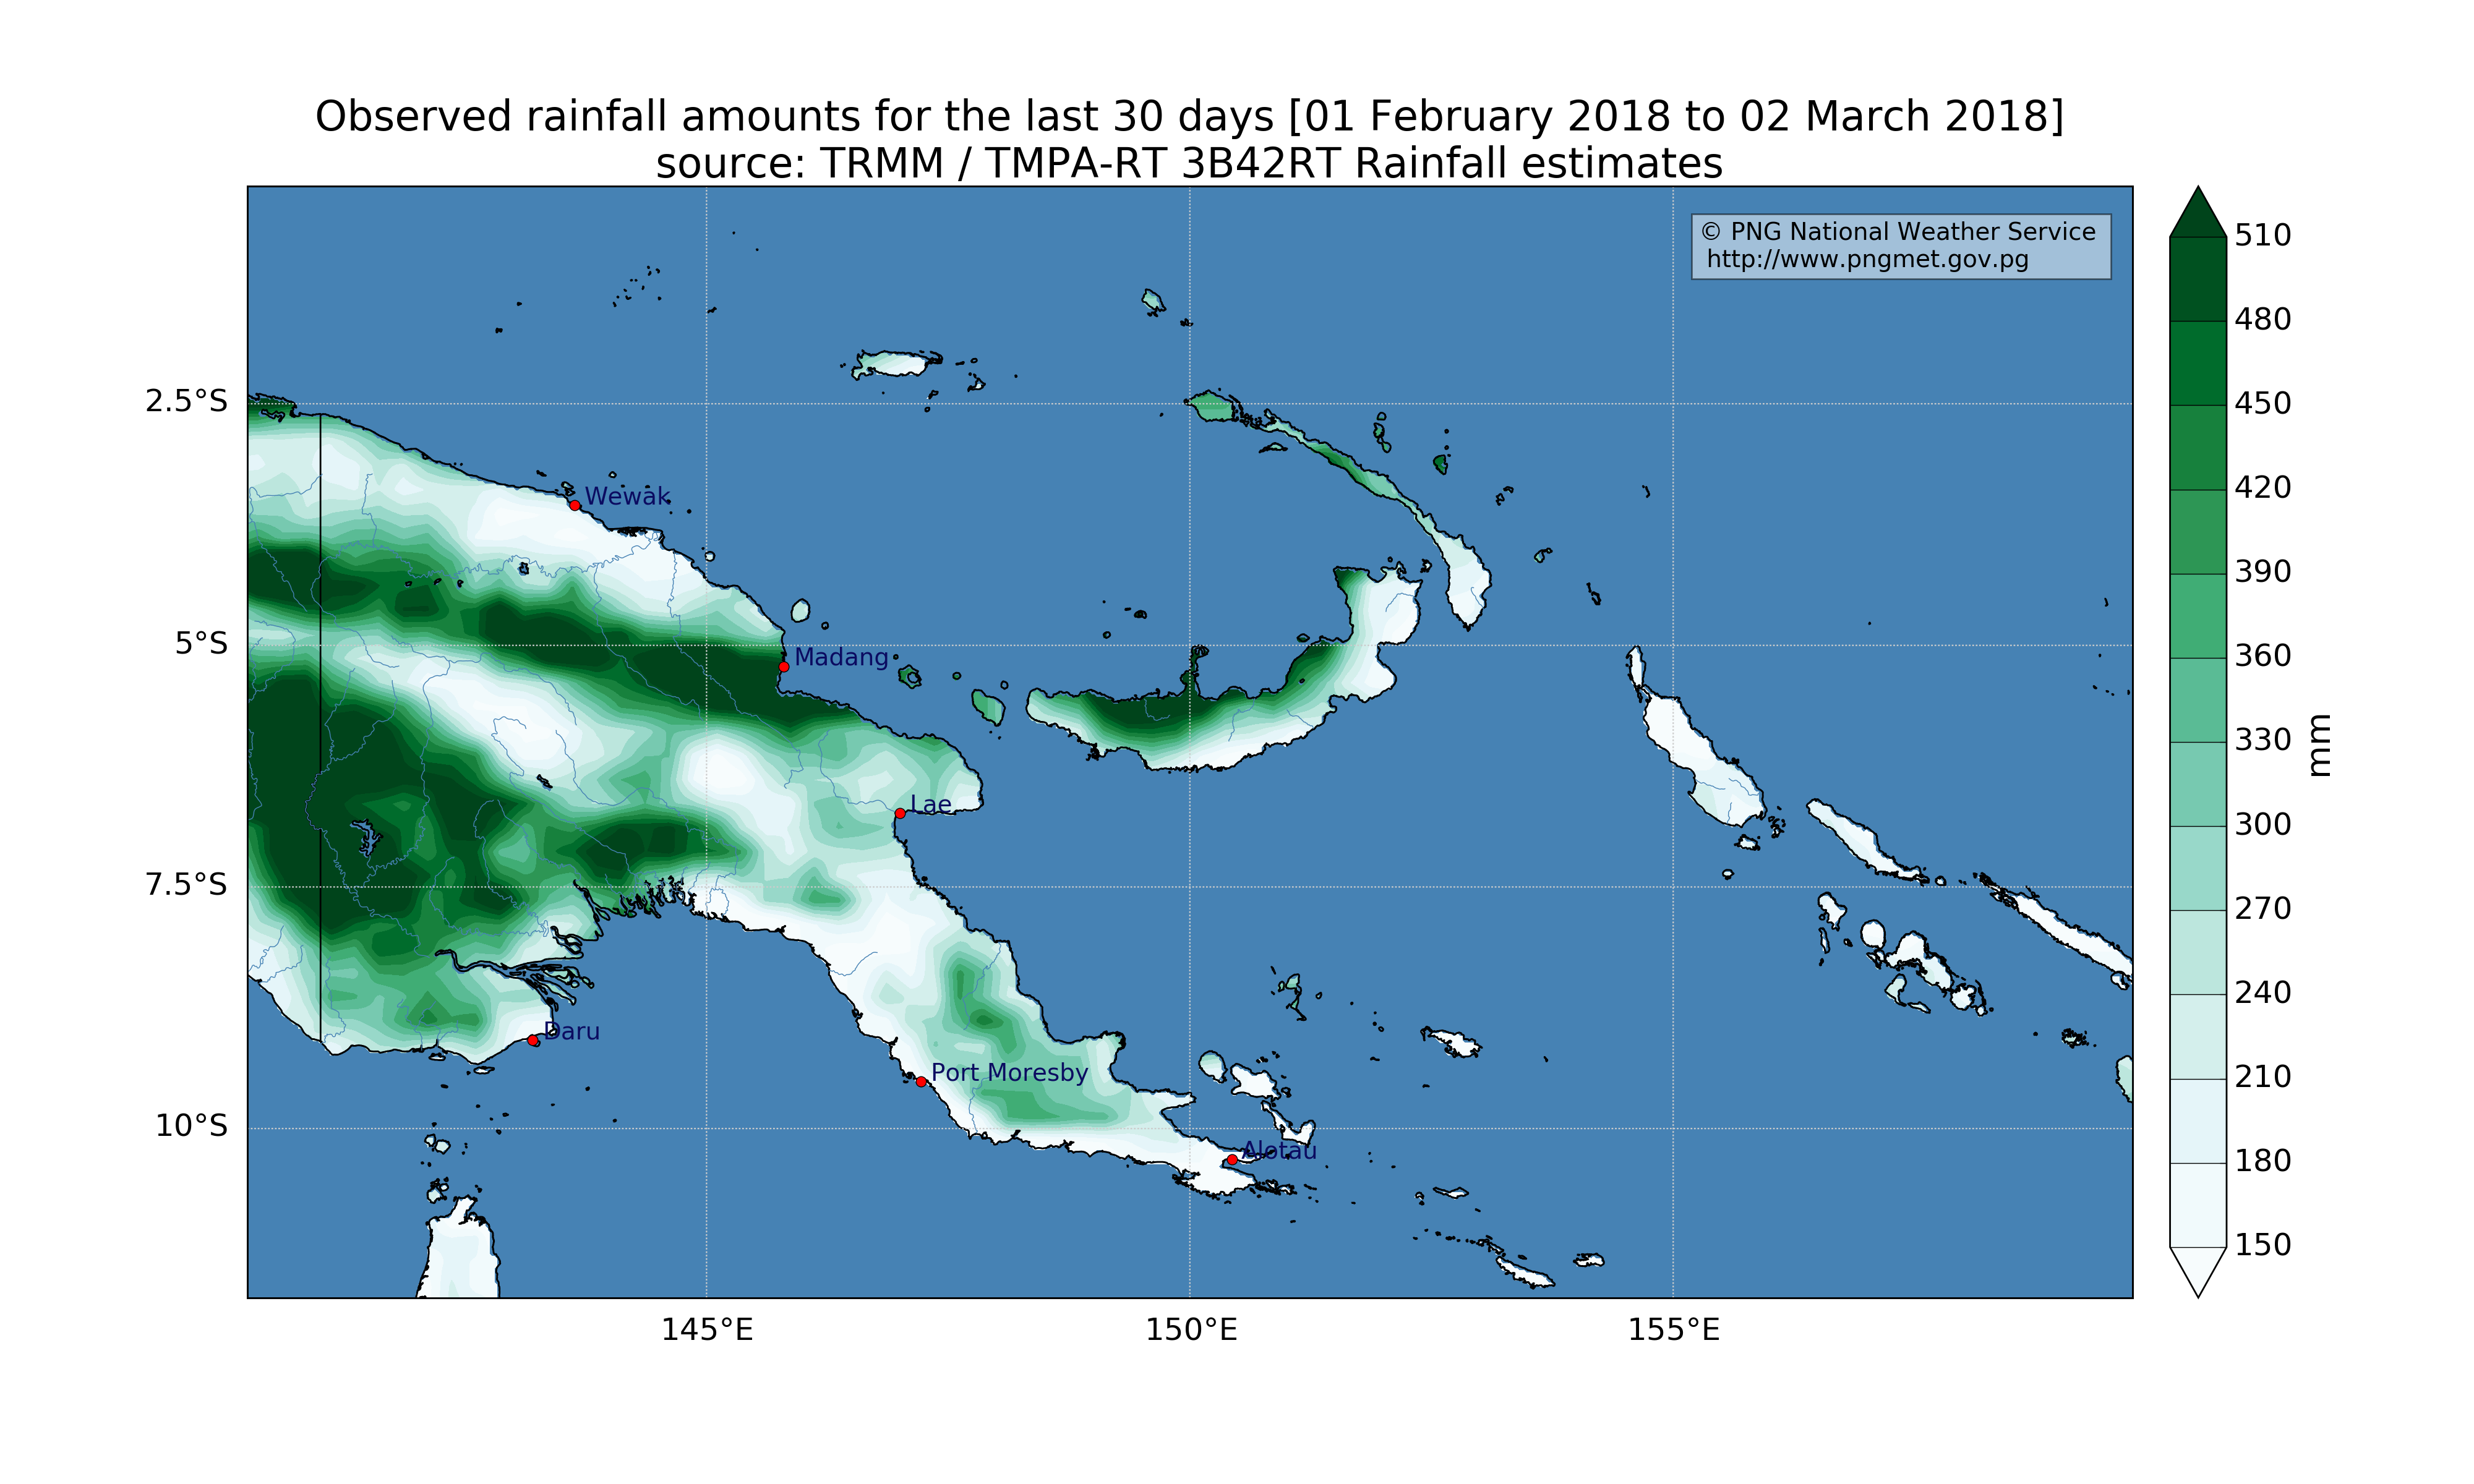 Observed rainfall amounts for the last 30 days [01 February 2018 to 02 March 2018]
source: TRMM / TMPA-RT 3B42RT Rainfall estimates
© PNG National Weather Service
http://www.pngmet.gov.pg
2.5°S
5°S
7.5°S
10°S
Wewak
Madang
Lae
Daru
Port Moresby
Alotau
145°E
150°E
155°E
510
480
450
420
390
360
330
300
270
240
210
180
150
mm